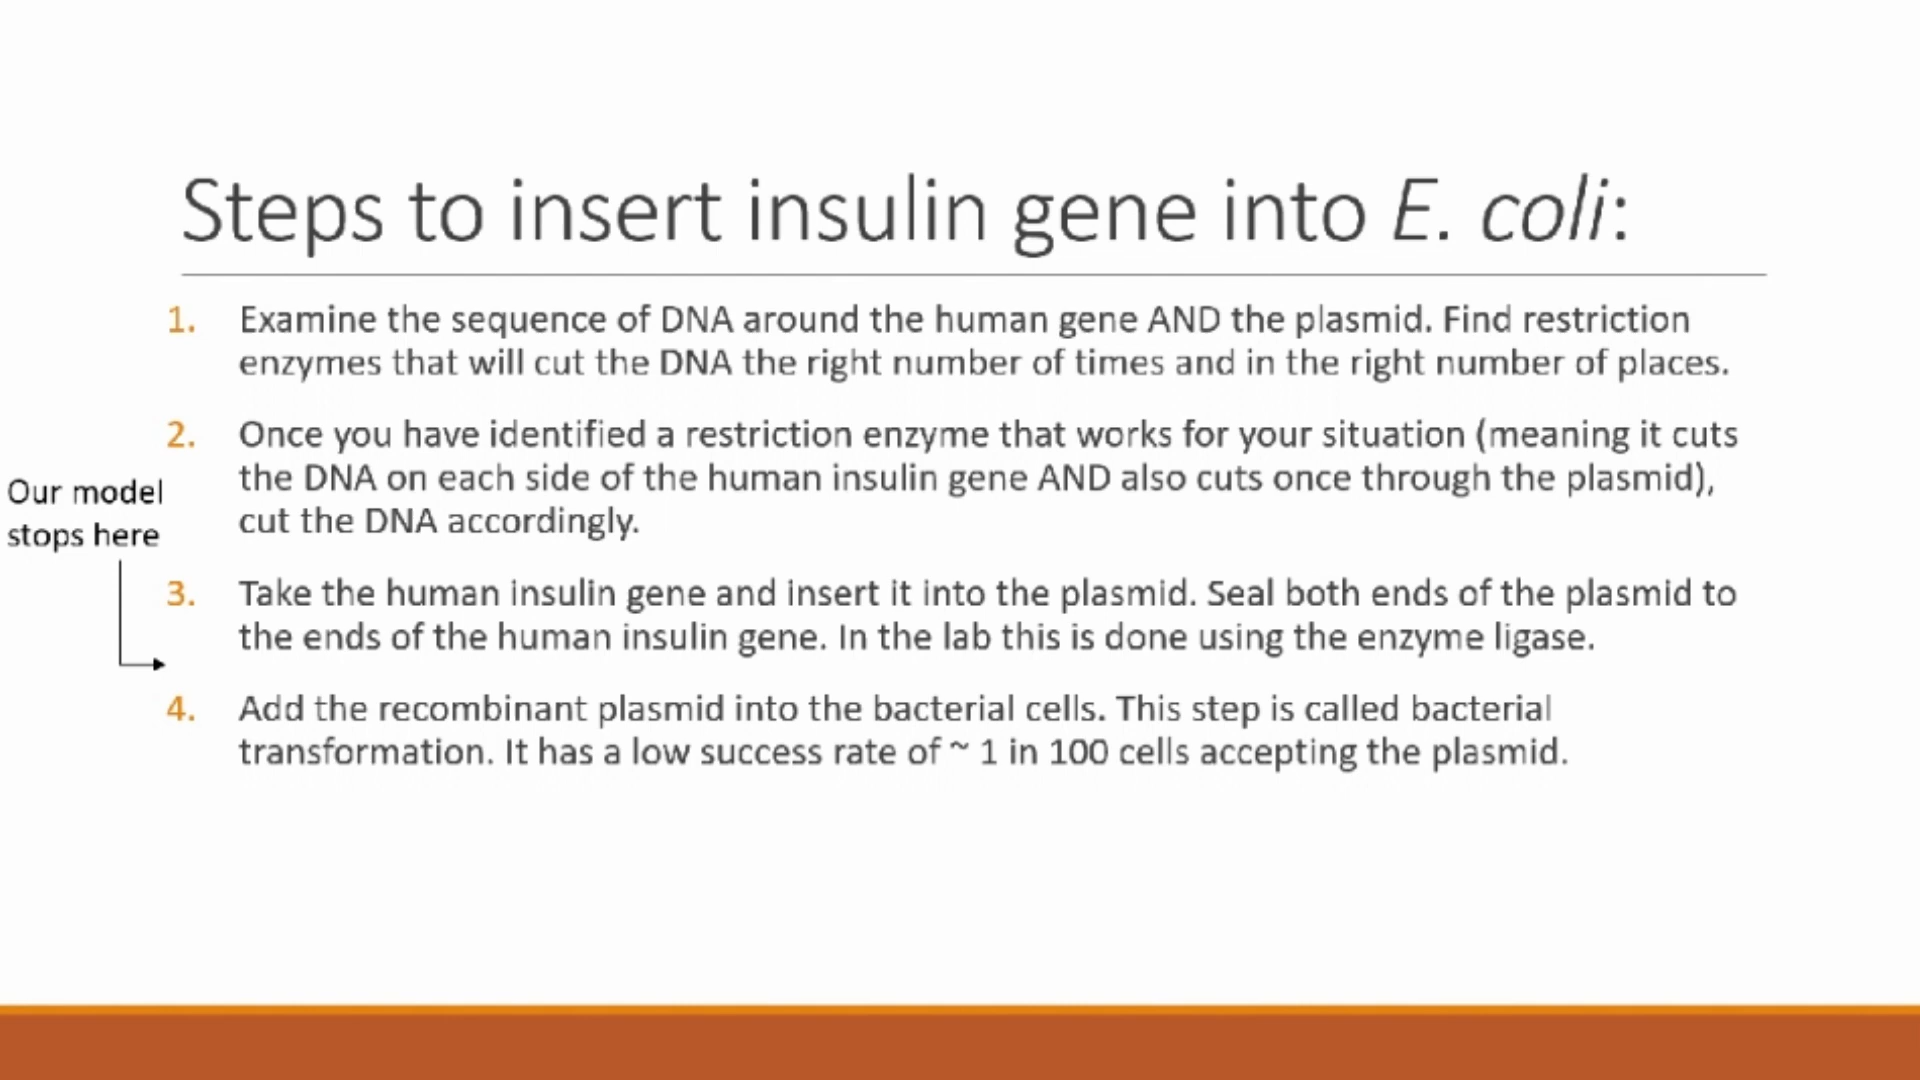 Steps to insert insulin gene into E. coli:
1. Examine the sequence of DNA around the human gene AND the plasmid. Find restriction
enzymes that will cut the DNA the right number of times and in the right number of places.
2. Once you have identified a restriction enzyme that works for your situation (meaning it cuts
the DNA on each side of the human insulin gene AND also cuts once through the plasmid),
cut the DNA accordingly.
Our model
stops here
3. Take the human insulin gene and insert it into the plasmid. Seal both ends of the plasmid to
the ends of the human insulin gene. In the lab this is done using the enzyme ligase.
4. Add the recombinant plasmid into the bacterial cells. This step is called bacterial
transformation. It has a low success rate of ~ 1 in 100 cells accepting the plasmid.